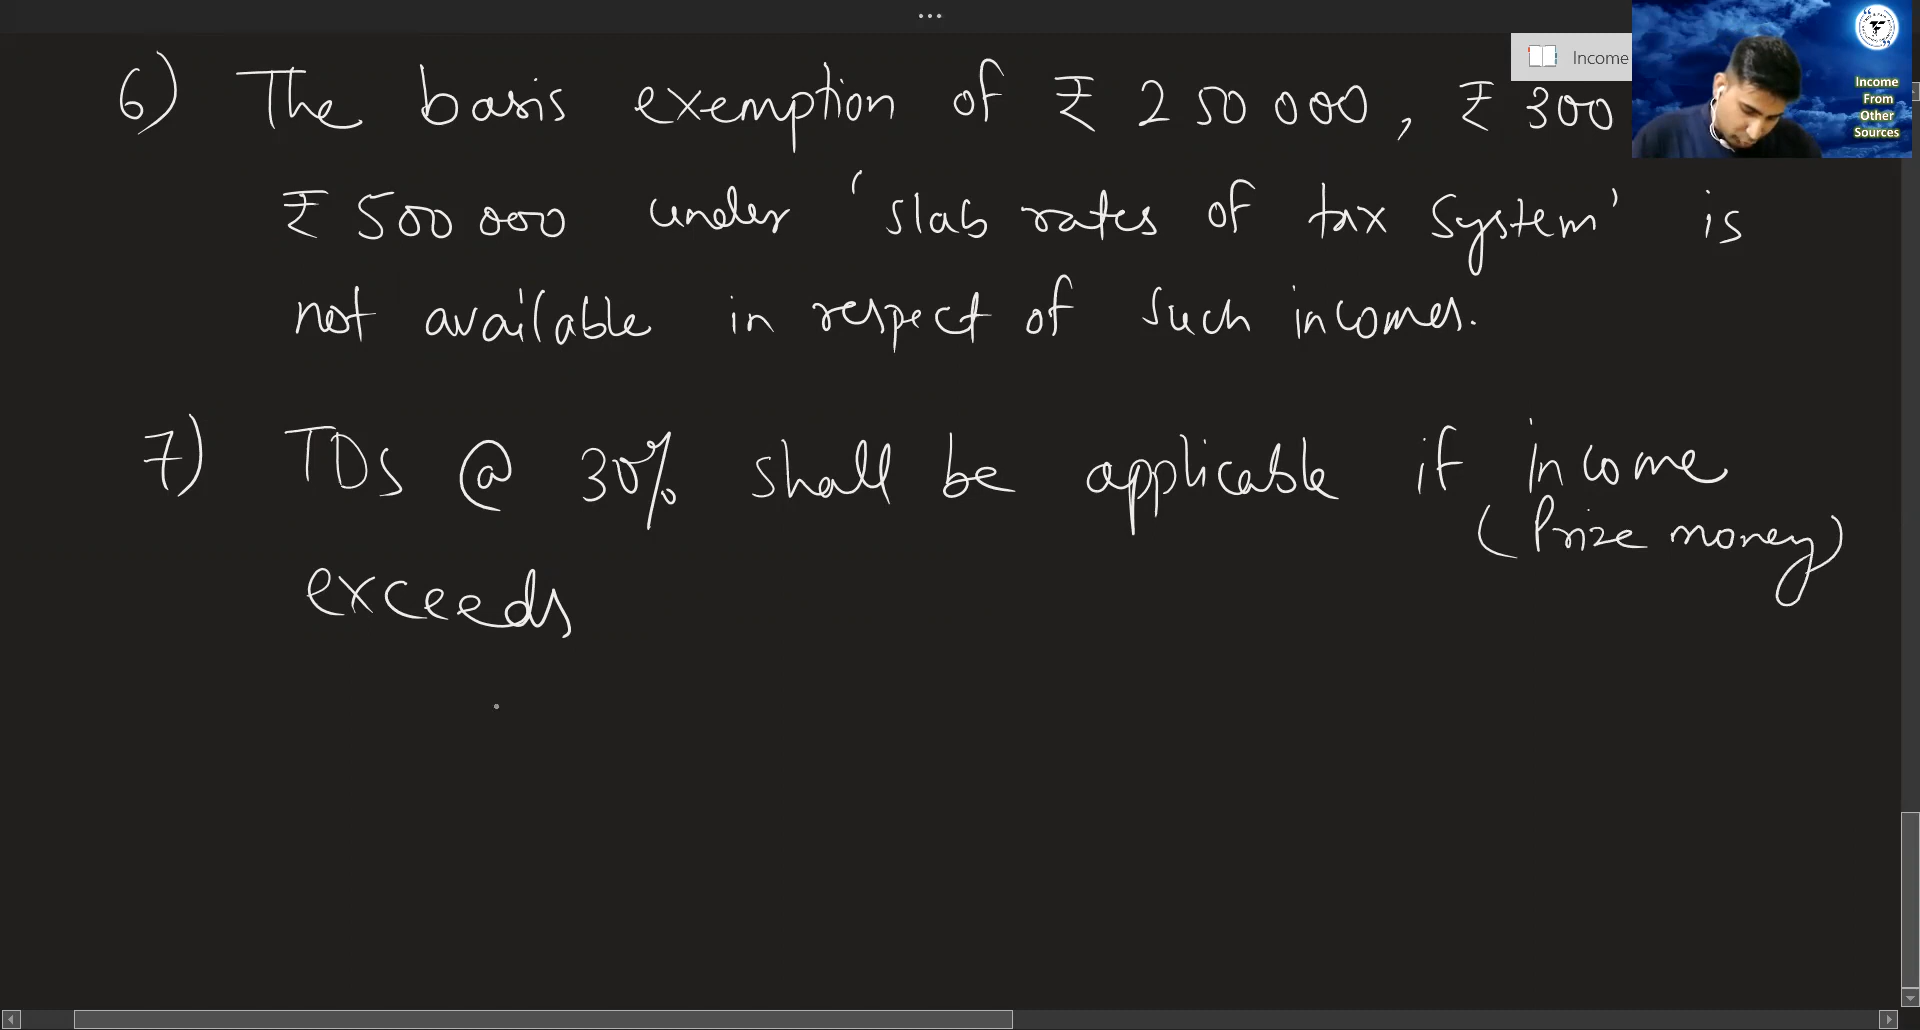 ...
Income
Income
From
Other
Sources
6) The basis exemption of ₹ 250 000, ₹ 300
₹ 500 000 under 'slab rates of tax system' is
not available in respect of such incomes.
7) TDS @ 30% shall be applicable if income
(Prize money)
exceeds